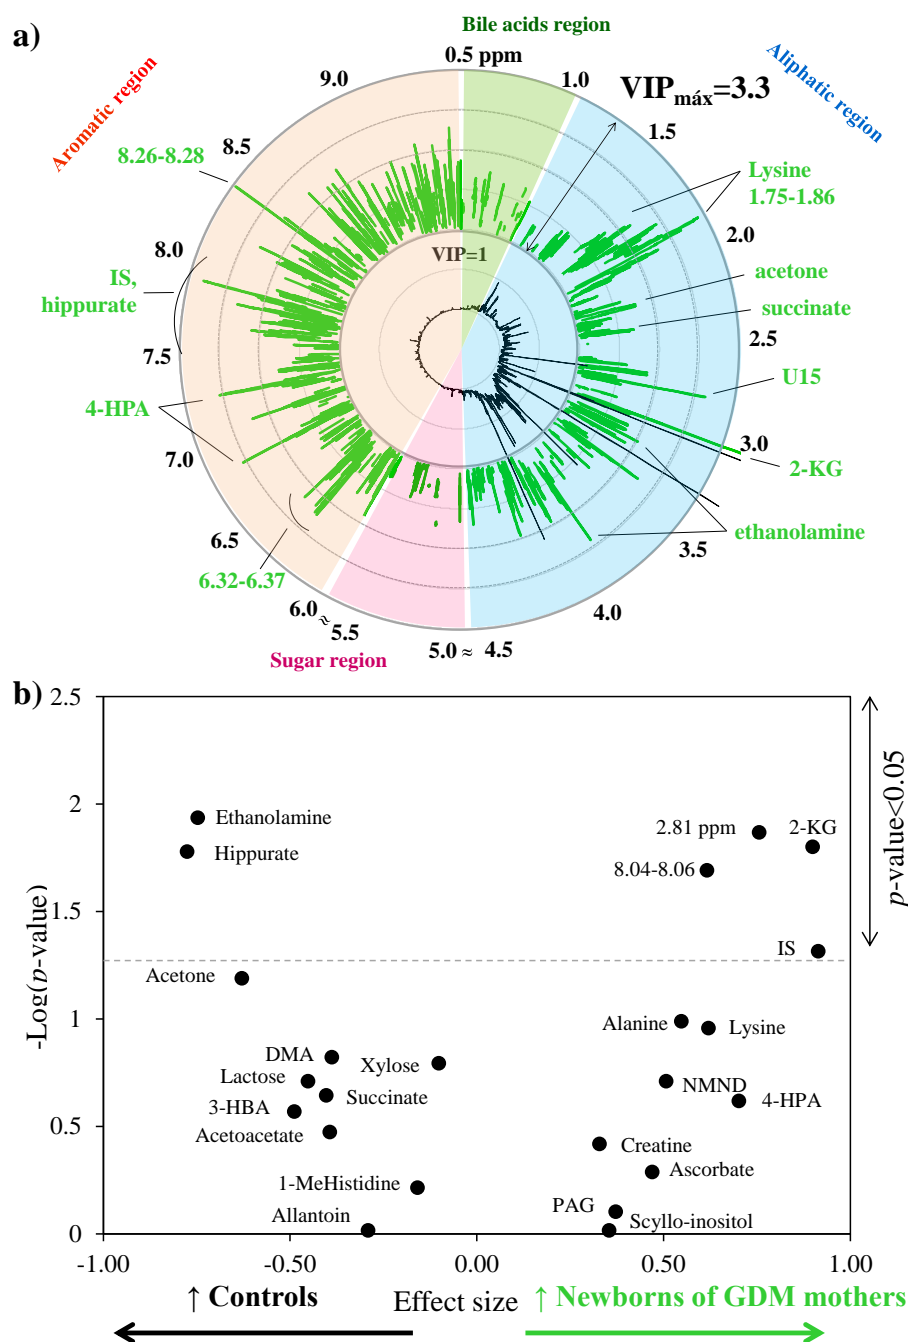 a)
Bile acids region
0.5 ppm
1.0
VIPmáx=3.3
Aliphatic region
1.5
Aromatic region
9.0
8.5
8.26-8.28
Lysine
1.75-1.86
2.0
8.0
VIP=1
IS,
hippurate
acetone
succinate
2.5
7.5
U15
4-HPA
7.0
3.0
2-KG
6.5
3.5
ethanolamine
6.32-6.37
6.0
≈
5.5
4.0
5.0 ≈ 4.5
Sugar region
b)
2.5
2
1.5
1
0.5
0
-Log(p-value)
p-value<0.05
Ethanolamine
Hippurate
2.81 ppm
2-KG
8.04-8.06
IS
Acetone
Alanine
Lysine
DMA
Xylose
Lactose
Succinate
NMND
3-HBA
4-HPA
Acetoacetate
Creatine
Ascorbate
1-MeHistidine
PAG
Allantoin
Scyllo-inositol
-1.00 -0.50 0.00 0.50 1.00
↑ Controls Effect size ↑ Newborns of GDM mothers